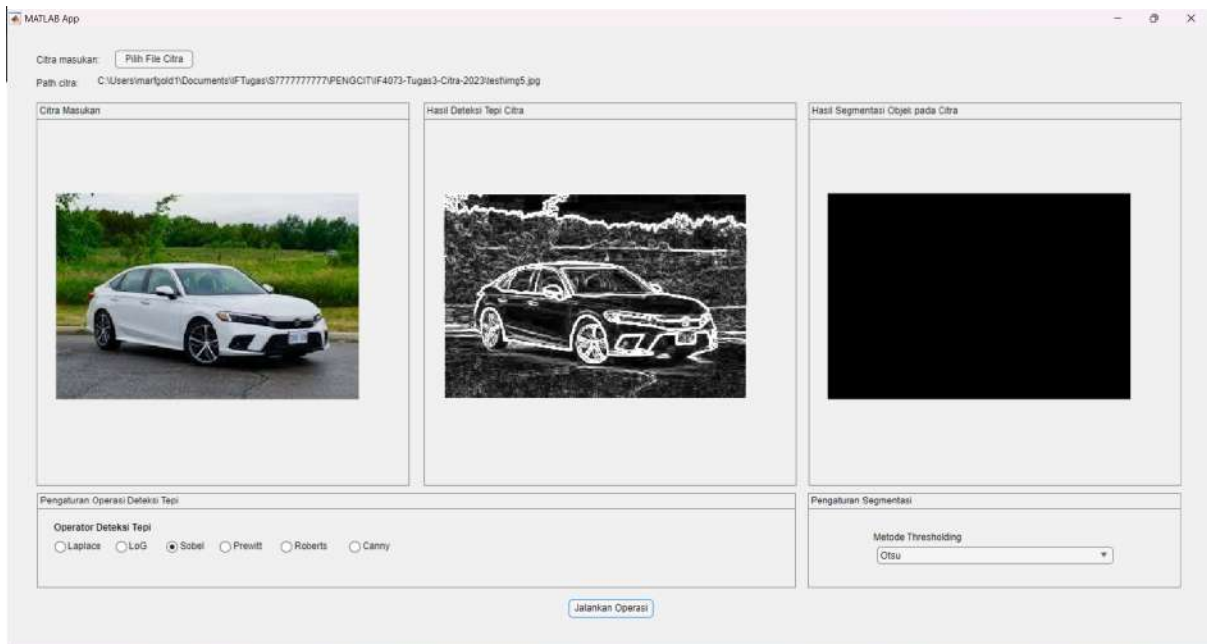 MATLAB App
Citra masukan: Pilih File Citra
Path citra: C:\Users\marfgold1\Documents\IFTugas\S7777777777\PENGCIT\IF4073-Tugas3-Citra-2023\test\img5.jpg
Citra Masukan
Hasil Deteksi Tepi Citra
Hasil Segmentasi Objek pada Citra
Pengaturan Operasi Deteksi Tepi
Pengaturan Segmentasi
Operator Deteksi Tepi
Laplace LoG Sobel Prewitt Roberts Canny
Metode Thresholding
Otsu
Jalankan Operasi